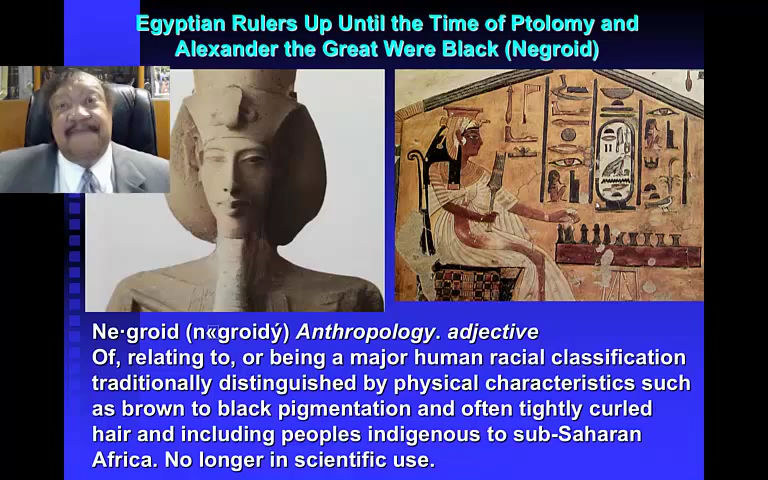 Egyptian Rulers Up Until the Time of Ptolomy and
Alexander the Great Were Black (Negroid)
Ne·groid (n«groidý) Anthropology. adjective
Of, relating to, or being a major human racial classification
traditionally distinguished by physical characteristics such
as brown to black pigmentation and often tightly curled
hair and including peoples indigenous to sub-Saharan
Africa. No longer in scientific use.